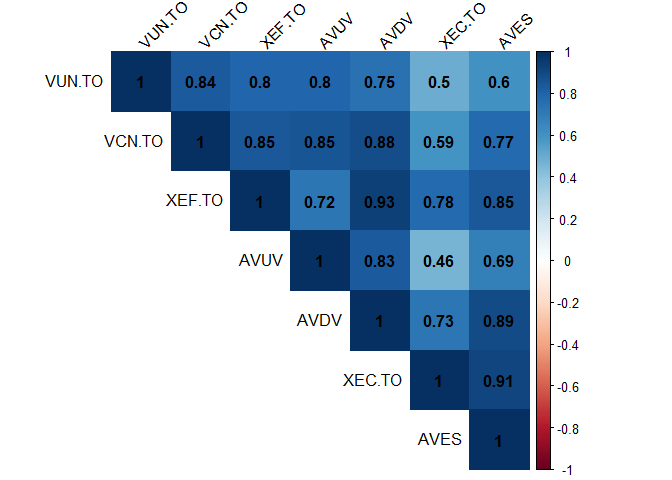 VUN.TO VCN.TO XEF.TO AVUV AVDV XEC.TO AVES
VUN.TO 1 0.84 0.8 0.8 0.75 0.5 0.6
VCN.TO 1 0.85 0.85 0.88 0.59 0.77
XEF.TO 1 0.72 0.93 0.78 0.85
AVUV 1 0.83 0.46 0.69
AVDV 1 0.73 0.89
XEC.TO 1 0.91
AVES 1
1
0.8
0.6
0.4
0.2
0
-0.2
-0.4
-0.6
-0.8
-1